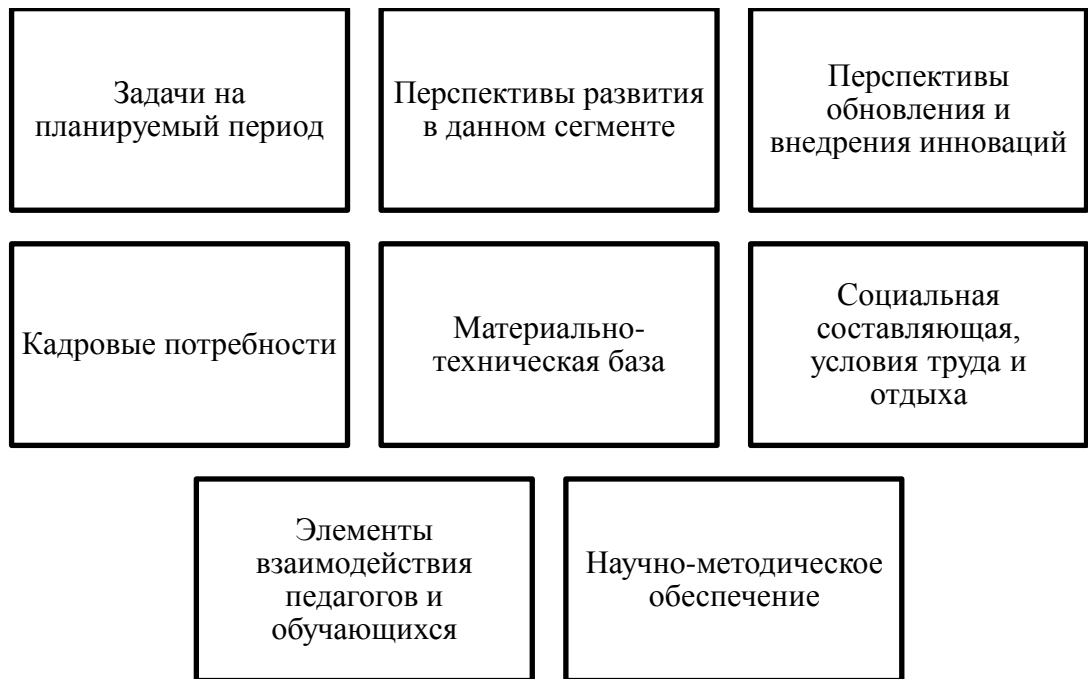 Задачи на
планируемый период
Перспективы развития
в данном сегменте
Перспективы
обновления и
внедрения инноваций
Кадровые потребности
Материально-
техническая база
Социальная
составляющая,
условия труда и
отдыха
Элементы
взаимодействия
педагогов и
обучающихся
Научно-методическое
обеспечение